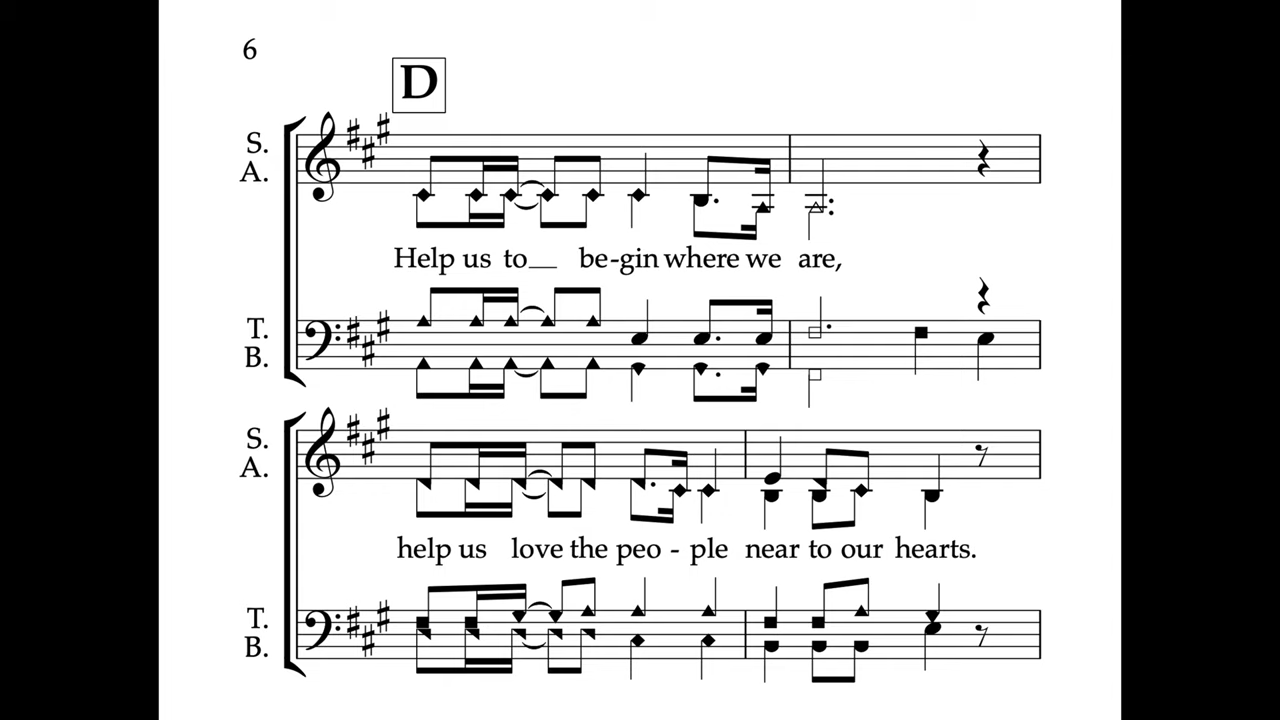 6
D
S.
A.
Help us to__ be-gin where we are,
T.
B.
S.
A.
help us love the peo - ple near to our hearts.
T.
B.